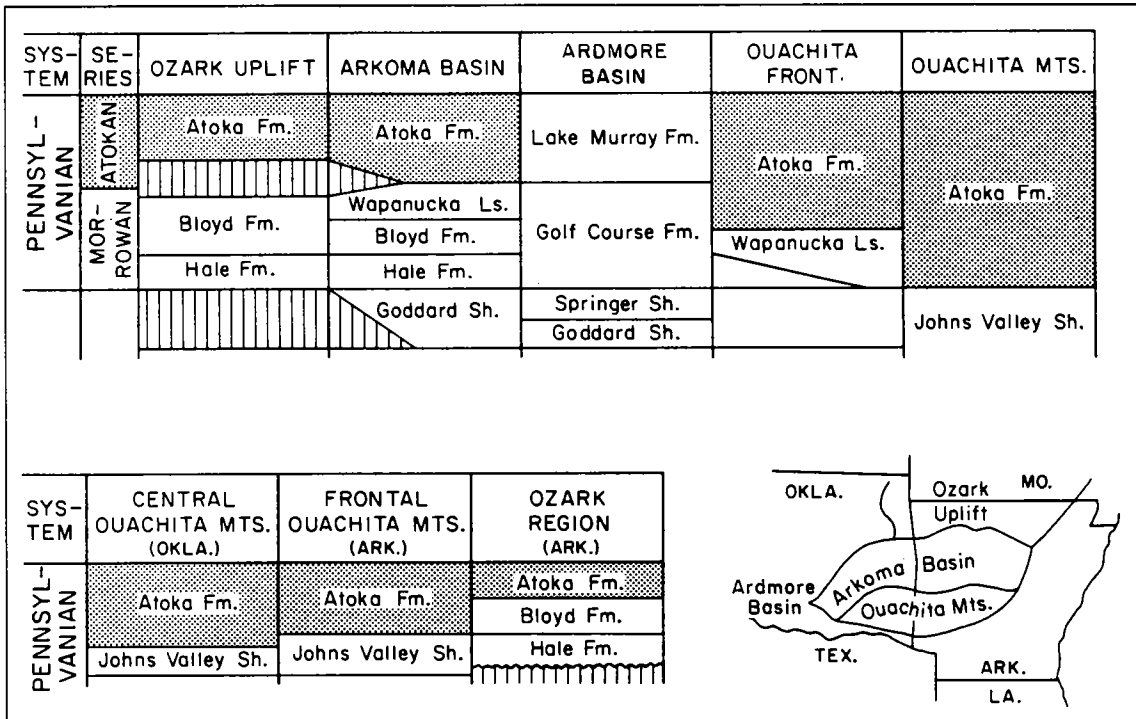 SYS-
TEM
SE-
RIES
OZARK UPLIFT
ARKOMA BASIN
ARDMORE
BASIN
OUACHITA
FRONT.
OUACHITA MTS.
PENNSYL-
VANIAN
ATOKAN
MOR-
ROWAN
Atoka Fm.
Bloyd Fm.
Hale Fm.
Atoka Fm.
Wapanucka Ls.
Bloyd Fm.
Hale Fm.
Goddard Sh.
Lake Murray Fm.
Golf Course Fm.
Springer Sh.
Goddard Sh.
Atoka Fm.
Wapanucka Ls.
Atoka Fm.
Johns Valley Sh.
SYS-
TEM
CENTRAL
OUACHITA MTS.
(OKLA.)
FRONTAL
OUACHITA MTS.
(ARK.)
OZARK
REGION
(ARK.)
PENNSYL-
VANIAN
Atoka Fm.
Johns Valley Sh.
Atoka Fm.
Johns Valley Sh.
Atoka Fm.
Bloyd Fm.
Hale Fm.
OKLA.
Ozark
Uplift
MO.
Arkoma Basin
Ardmore
Basin
Ouachita Mts.
TEX.
ARK.
LA.